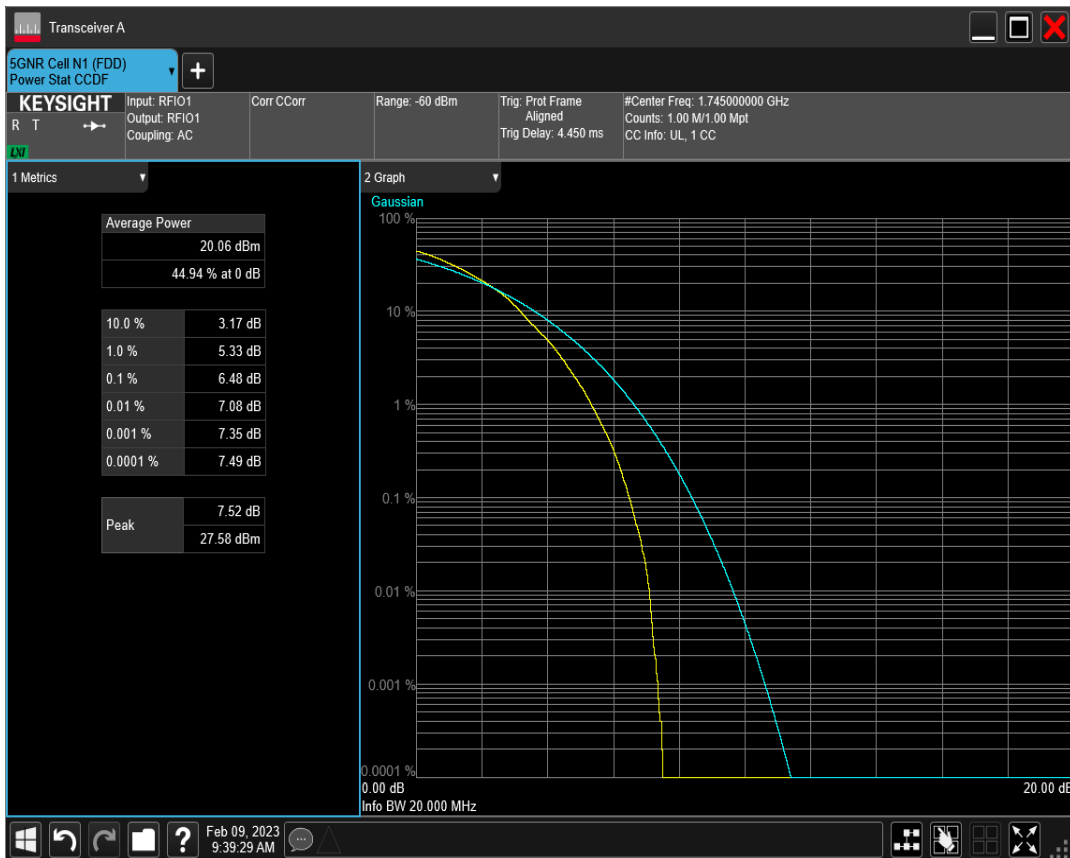 Transceiver A
5GNR Cell N1 (FDD)
Power Stat CCDF
KEYSIGHT
R T
LXI
Input: RFIO1
Output: RFIO1
Coupling: AC
Corr CCorr
Range: -60 dBm
Trig: Prot Frame
Aligned
Trig Delay: 4.450 ms
#Center Freq: 1.745000000 GHz
Counts: 1.00 M/1.00 Mpt
CC Info: UL, 1 CC
1 Metrics
Average Power
20.06 dBm
44.94 % at 0 dB
10.0 % 3.17 dB
1.0 % 5.33 dB
0.1 % 6.48 dB
0.01 % 7.08 dB
0.001 % 7.35 dB
0.0001 % 7.49 dB
Peak
7.52 dB
27.58 dBm
2 Graph
Gaussian
100 %
10 %
1 %
0.1 %
0.01 %
0.001 %
0.0001 %
0.00 dB
20.00 dB
Info BW 20.000 MHz
Feb 09, 2023
9:39:29 AM